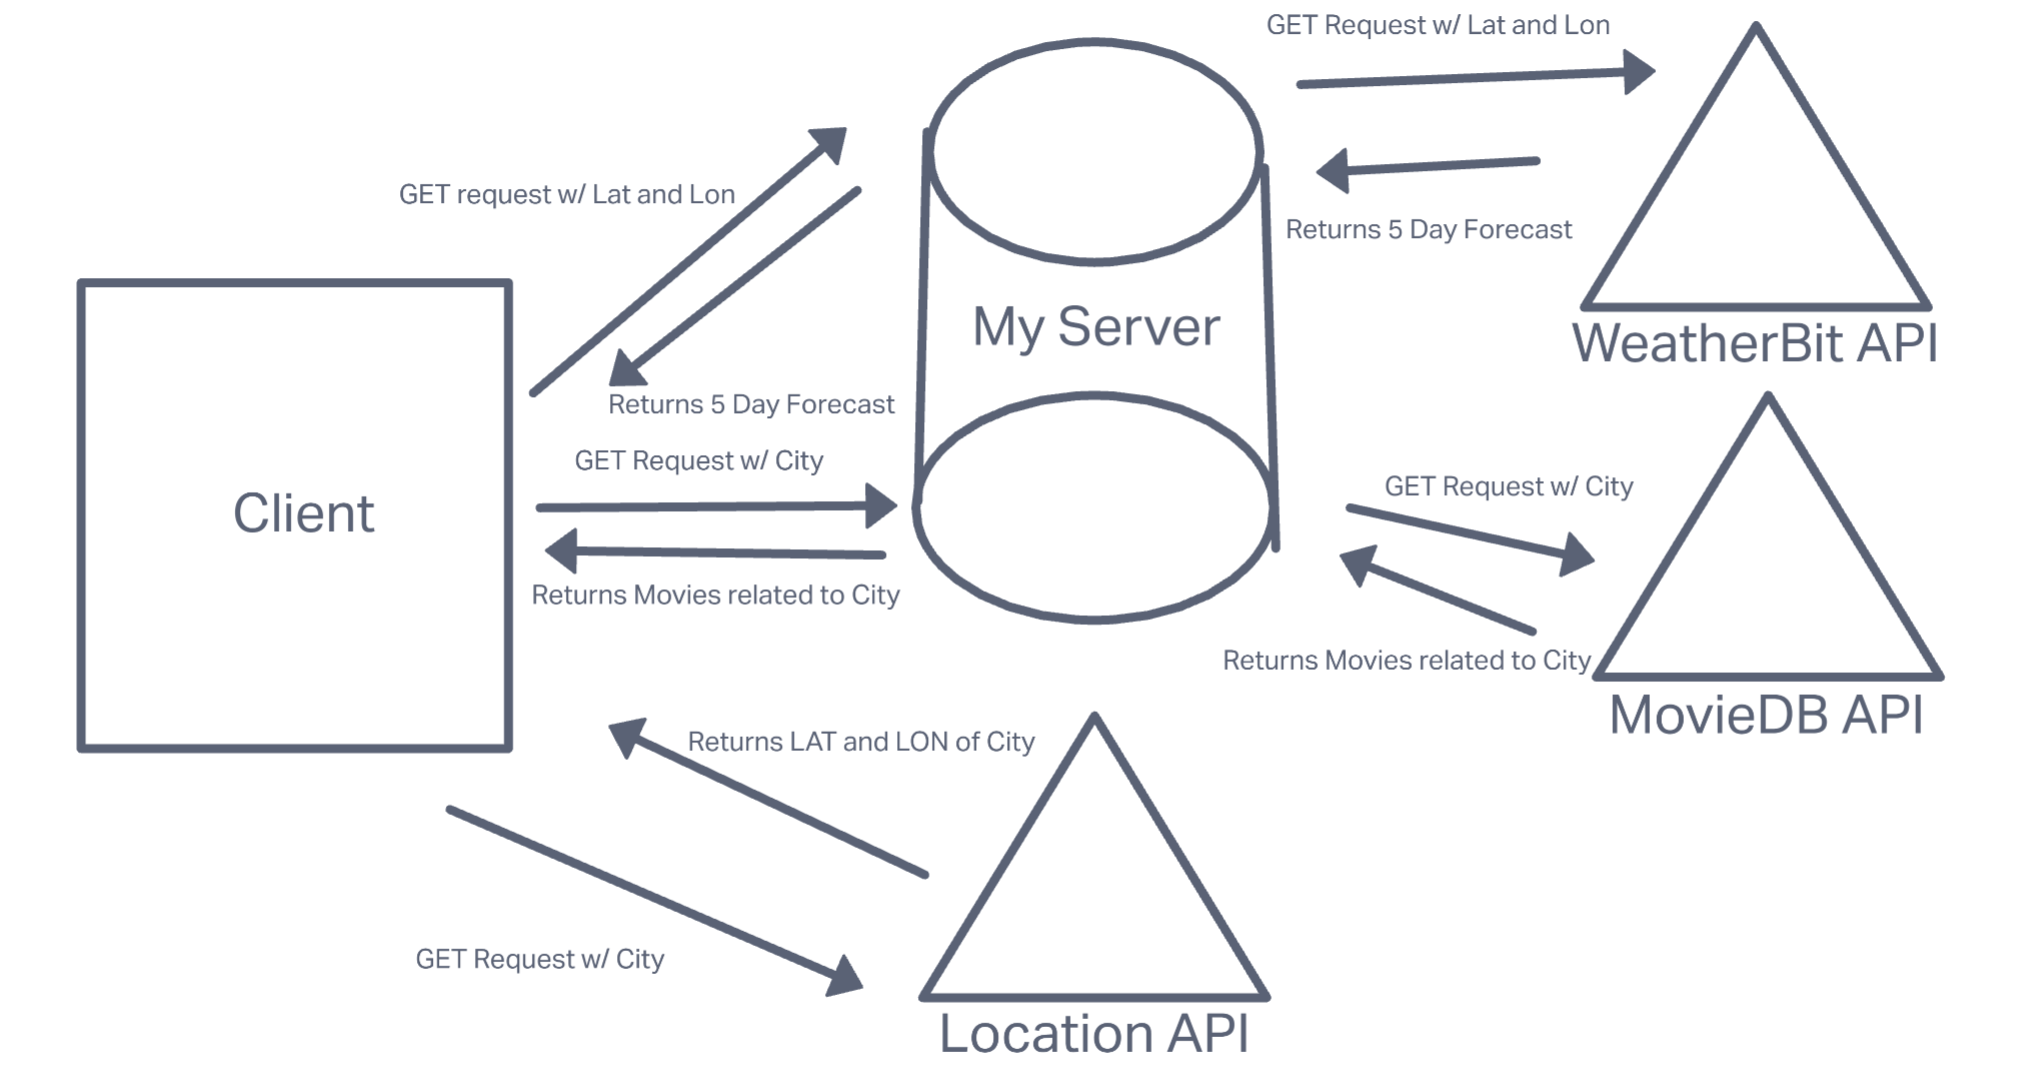 GET Request w/ Lat and Lon
GET request w/ Lat and Lon
Returns 5 Day Forecast
My Server
WeatherBit API
Returns 5 Day Forecast
GET Request w/ City
GET Request w/ City
Client
Returns Movies related to City
Returns Movies related to City
MovieDB API
Returns LAT and LON of City
GET Request w/ City
Location API